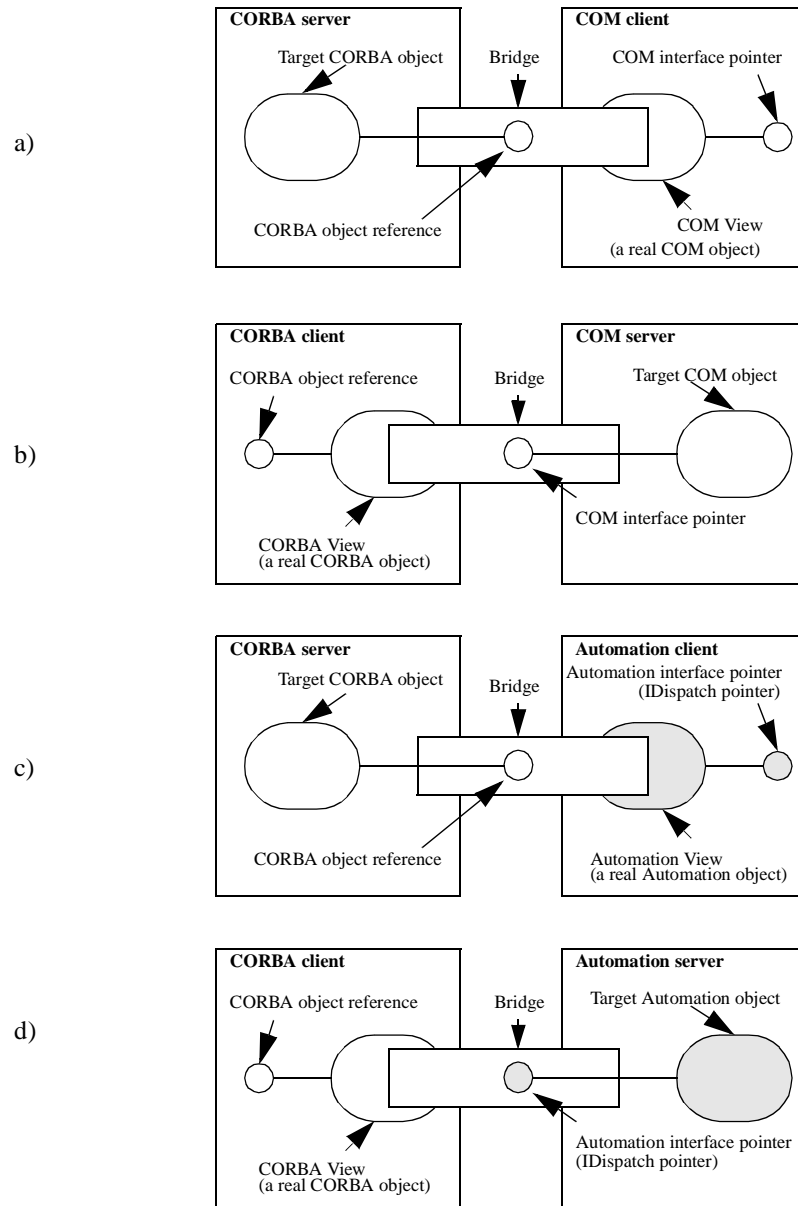 a)
CORBA server
COM client
Target CORBA object
Bridge
COM interface pointer
CORBA object reference
COM View
(a real COM object)
b)
CORBA client
COM server
CORBA object reference
Bridge
Target COM object
CORBA View
(a real CORBA object)
COM interface pointer
c)
CORBA server
Automation client
Target CORBA object
Bridge
Automation interface pointer
(IDispatch pointer)
CORBA object reference
Automation View
(a real Automation object)
d)
CORBA client
Automation server
CORBA object reference
Bridge
Target Automation object
CORBA View
(a real CORBA object)
Automation interface pointer
(IDispatch pointer)